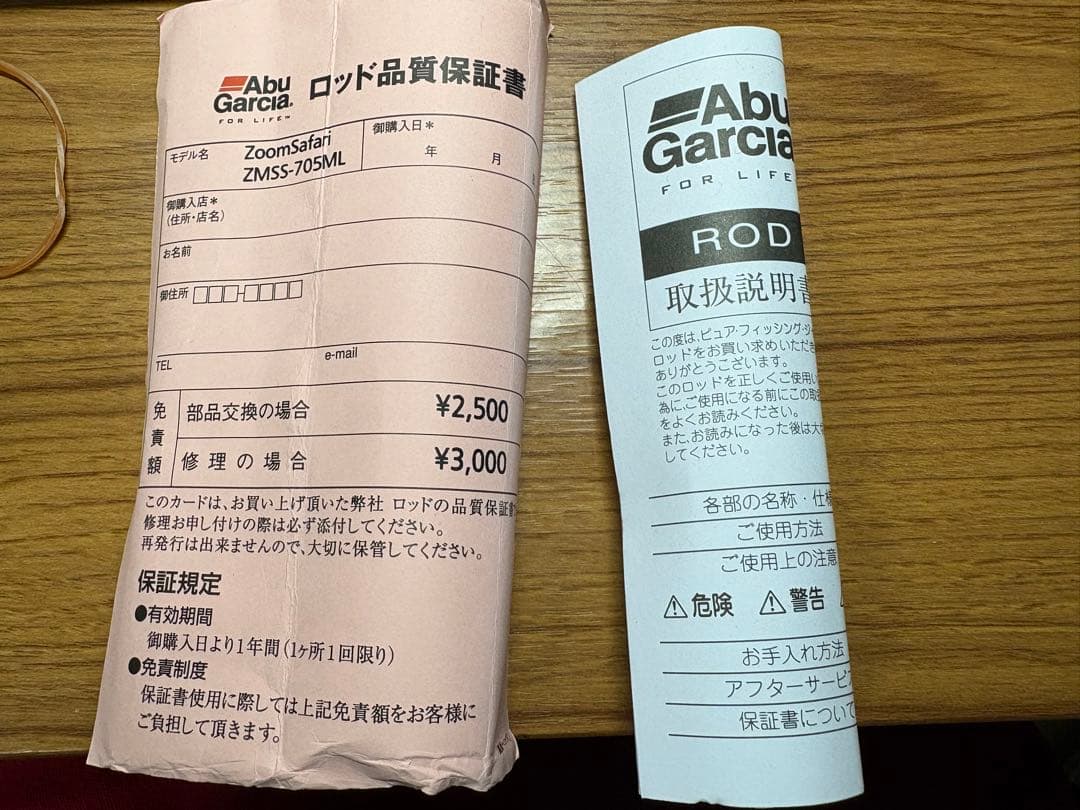 Abu
Garcia®
FOR LIFE™
ロッド品質保証書
モデル名
ZoomSafari
ZMSS-705ML
御購入日*
年 月
御購入店*
(住所・店名)
お名前
御住所
TEL
e-mail
免責額
部品交換の場合 ¥2,500
修理の場合 ¥3,000
このカードは、お買い上げ頂いた弊社 ロッドの品質保証書
修理お申し付けの際は必ず添付してください。
再発行は出来ませんので、大切に保管してください。
保証規定
●有効期間
御購入日より1年間(1ヶ所1回限り)
●免責制度
保証書使用に際しては上記免責額をお客様に
ご負担して頂きます。
Abu
Garcia
FOR LIFE
ROD
取扱説明書
この度は、ピュア・フィッシング・ジ
ロッドをお買い求めいただき
ありがとうございます。
このロッドを正しくご使用い
為に、ご使用になる前にこの取
をよくお読みください。
また、お読みになった後は大
してください。
各部の名称・仕様
ご使用方法
ご使用上の注意
⚠危険 ⚠警告
お手入れ方法
アフターサービ
保証書について